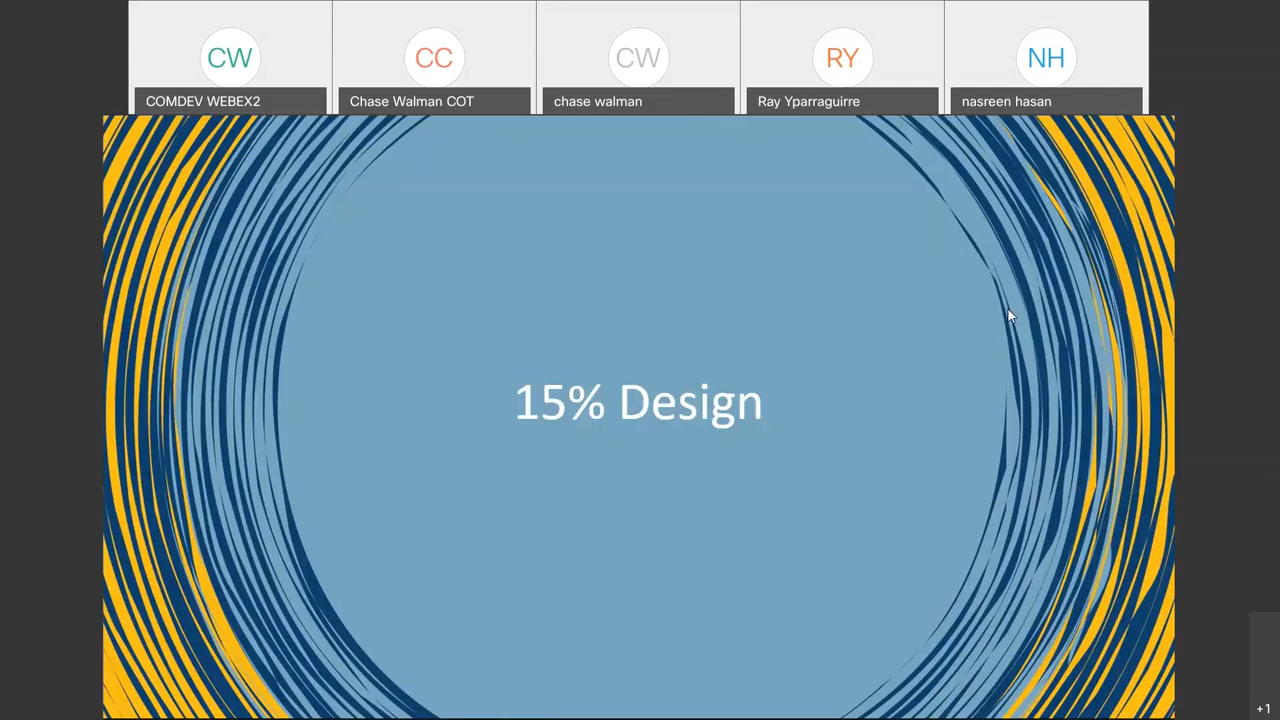 CW
CC
CW
RY
NH
COMDEV WEBEX2
Chase Walman COT
chase walman
Ray Yparraguirre
nasreen hasan
15% Design
+1